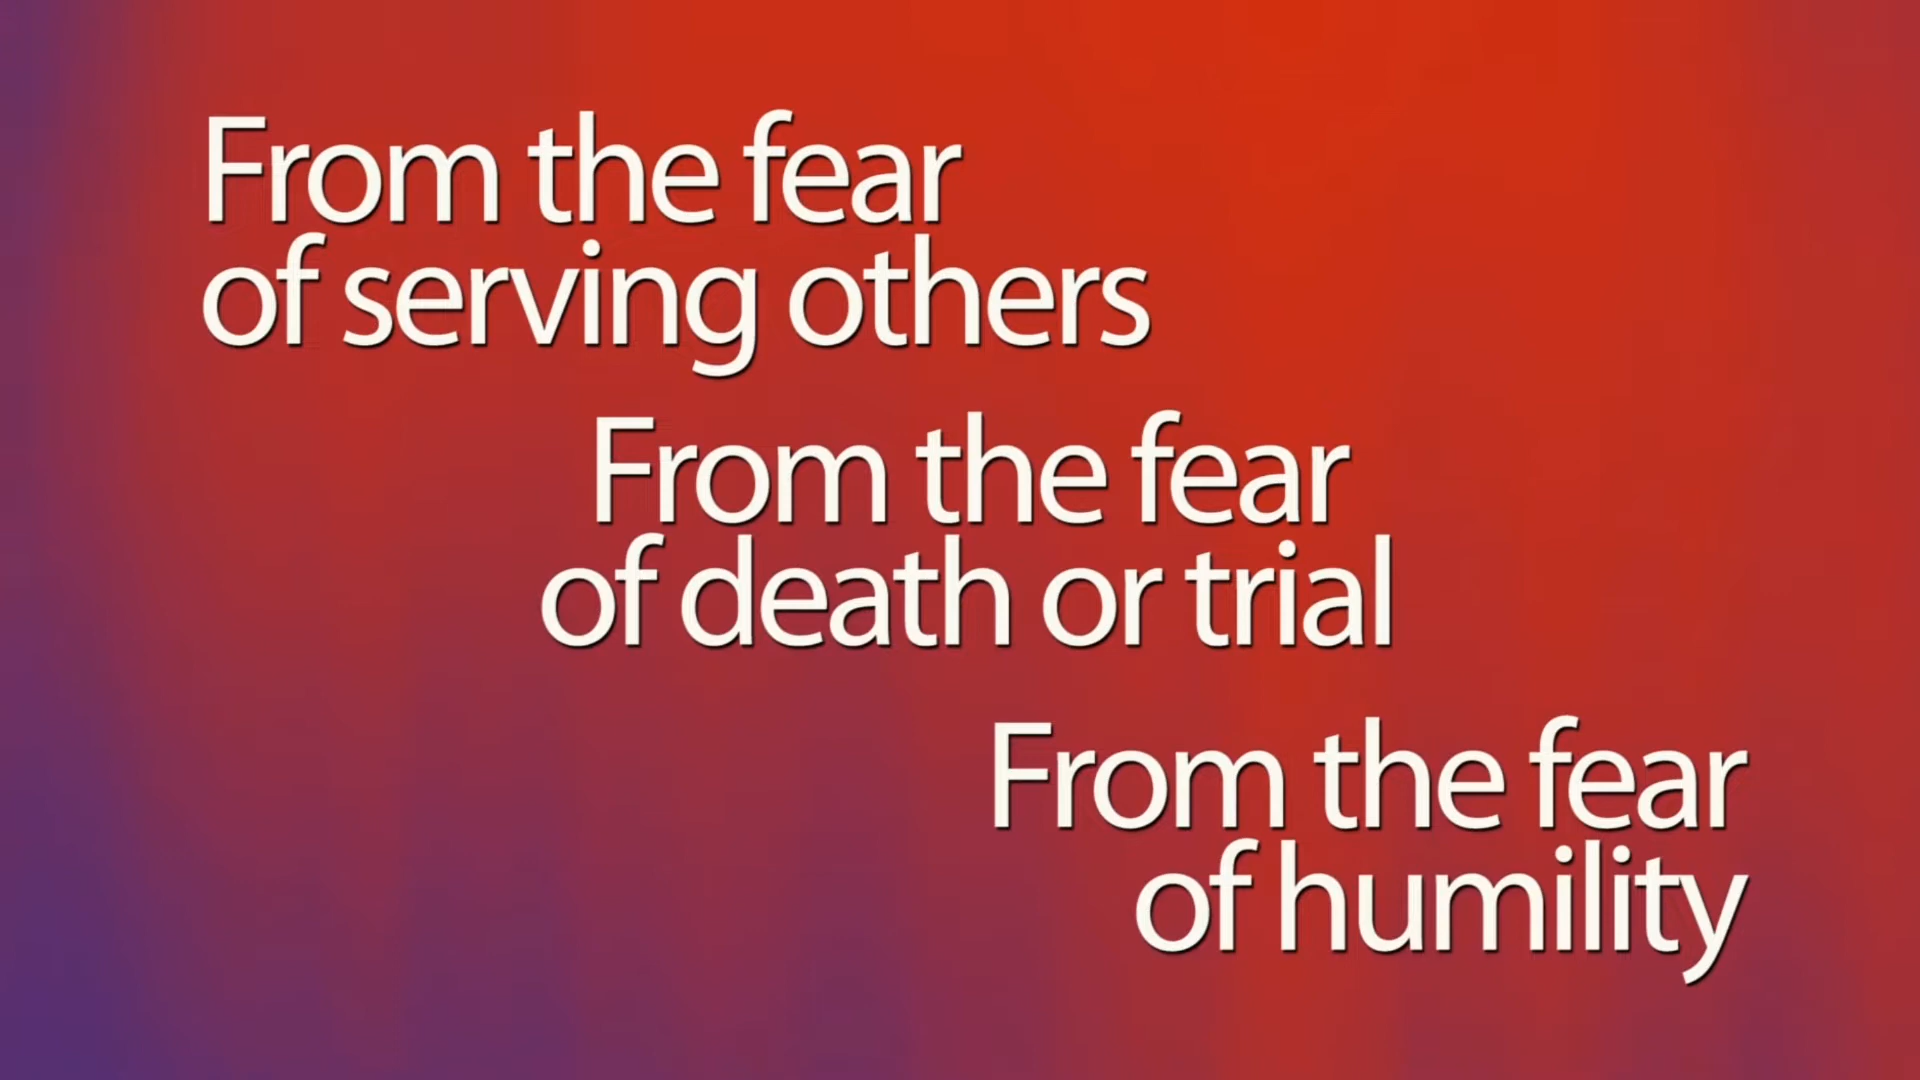 From the fear
of serving others
From the fear
of death or trial
From the fear
of humility